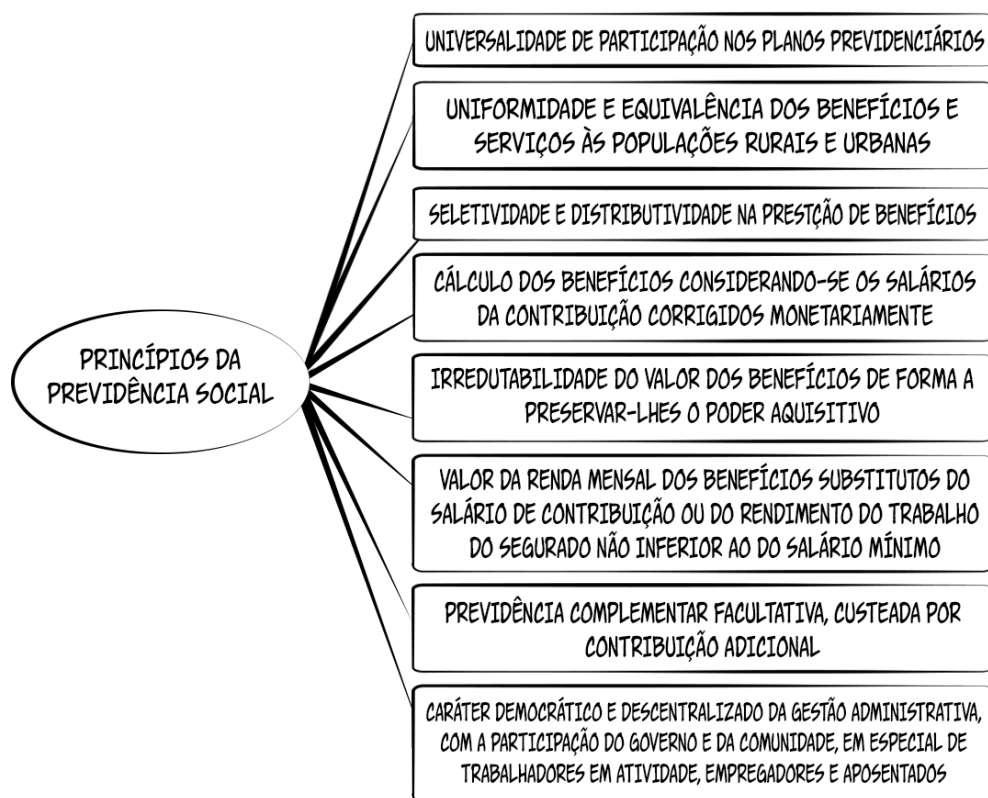 UNIVERSALIDADE DE PARTICIPAÇÃO NOS PLANOS PREVIDENCIÁRIOS
UNIFORMIDADE E EQUIVALÊNCIA DOS BENEFÍCIOS E
SERVIÇOS ÀS POPULAÇÕES RURAIS E URBANAS
SELETIVIDADE E DISTRIBUTIVIDADE NA PRESTÇÃO DE BENEFÍCIOS
CÁLCULO DOS BENEFÍCIOS CONSIDERANDO-SE OS SALÁRIOS
DA CONTRIBUIÇÃO CORRIGIDOS MONETARIAMENTE
PRINCÍPIOS DA
PREVIDÊNCIA SOCIAL
IRREDUTABILIDADE DO VALOR DOS BENEFÍCIOS DE FORMA A
PRESERVAR-LHES O PODER AQUISITIVO
VALOR DA RENDA MENSAL DOS BENEFÍCIOS SUBSTITUTOS DO
SALÁRIO DE CONTRIBUIÇÃO OU DO RENDIMENTO DO TRABALHO
DO SEGURADO NÃO INFERIOR AO DO SALÁRIO MÍNIMO
PREVIDÊNCIA COMPLEMENTAR FACULTATIVA, CUSTEADA POR
CONTRIBUIÇÃO ADICIONAL
CARÁTER DEMOCRÁTICO E DESCENTRALIZADO DA GESTÃO ADMINISTRATIVA,
COM A PARTICIPAÇÃO DO GOVERNO E DA COMUNIDADE, EM ESPECIAL DE
TRABALHADORES EM ATIVIDADE, EMPREGADORES E APOSENTADOS